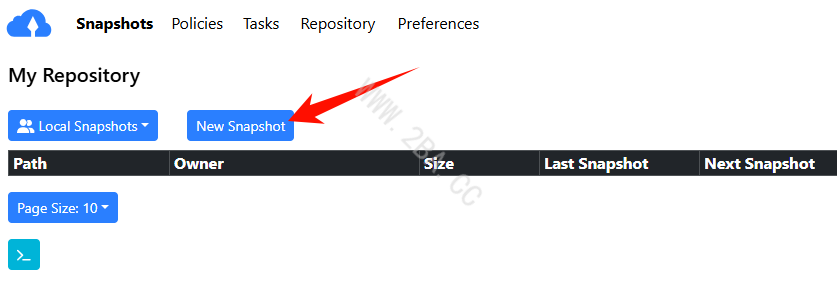 Snapshots Policies Tasks Repository Preferences
My Repository
Local Snapshots New Snapshot
Path Owner Size Last Snapshot Next Snapshot
Page Size: 10
>_
WWW.2BA.CC